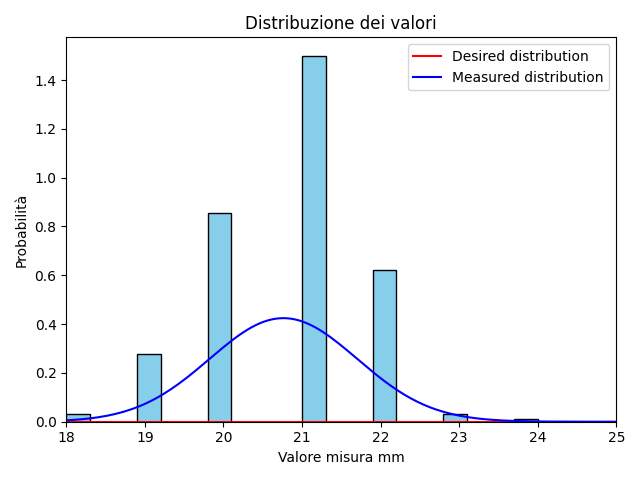 Distribuzione dei valori
Desired distribution
Measured distribution
Probabilità
1.4
1.2
1.0
0.8
0.6
0.4
0.2
0.0
18 19 20 21 22 23 24 25
Valore misura mm